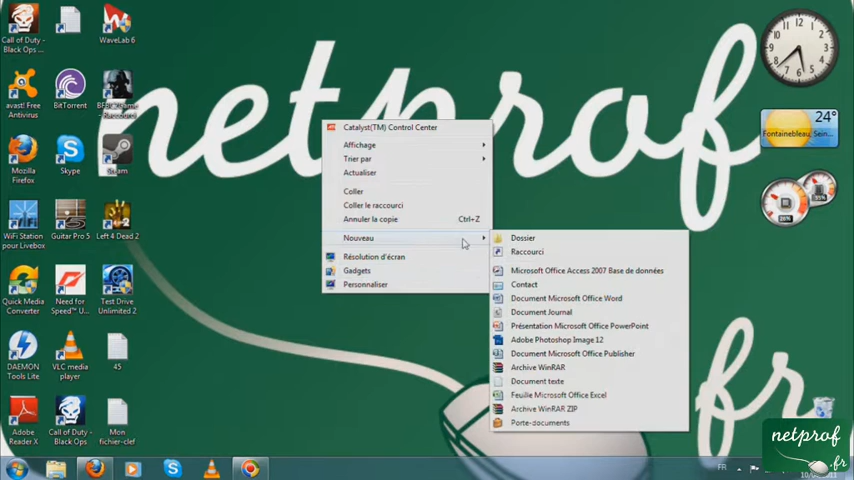 netprof
.fr
Call of Duty -
Black Ops ...
WaveLab 6
avast! Free
Antivirus
BitTorrent
Mozilla
Firefox
Skype
Steam
WiFi Station
pour Livebox
Guitar Pro 5
Left 4 Dead 2
Quick Media
Converter
Need for
Speed™ U...
Test Drive
Unlimited 2
DAEMON
Tools Lite
VLC media
player
45
Adobe
Reader X
Call of Duty -
Black Ops
Mon
fichier-clef
Catalyst(TM) Control Center
Affichage
Trier par
Actualiser
Coller
Coller le raccourci
Annuler la copie Ctrl+Z
Nouveau
Résolution d'écran
Gadgets
Personnaliser
Dossier
Raccourci
Microsoft Office Access 2007 Base de données
Contact
Document Microsoft Office Word
Document Journal
Présentation Microsoft Office PowerPoint
Adobe Photoshop Image 12
Document Microsoft Office Publisher
Archive WinRAR
Document texte
Feuille Microsoft Office Excel
Archive WinRAR ZIP
Porte-documents
24°
Fontainebleau, Sein...
FR
netprof
.fr